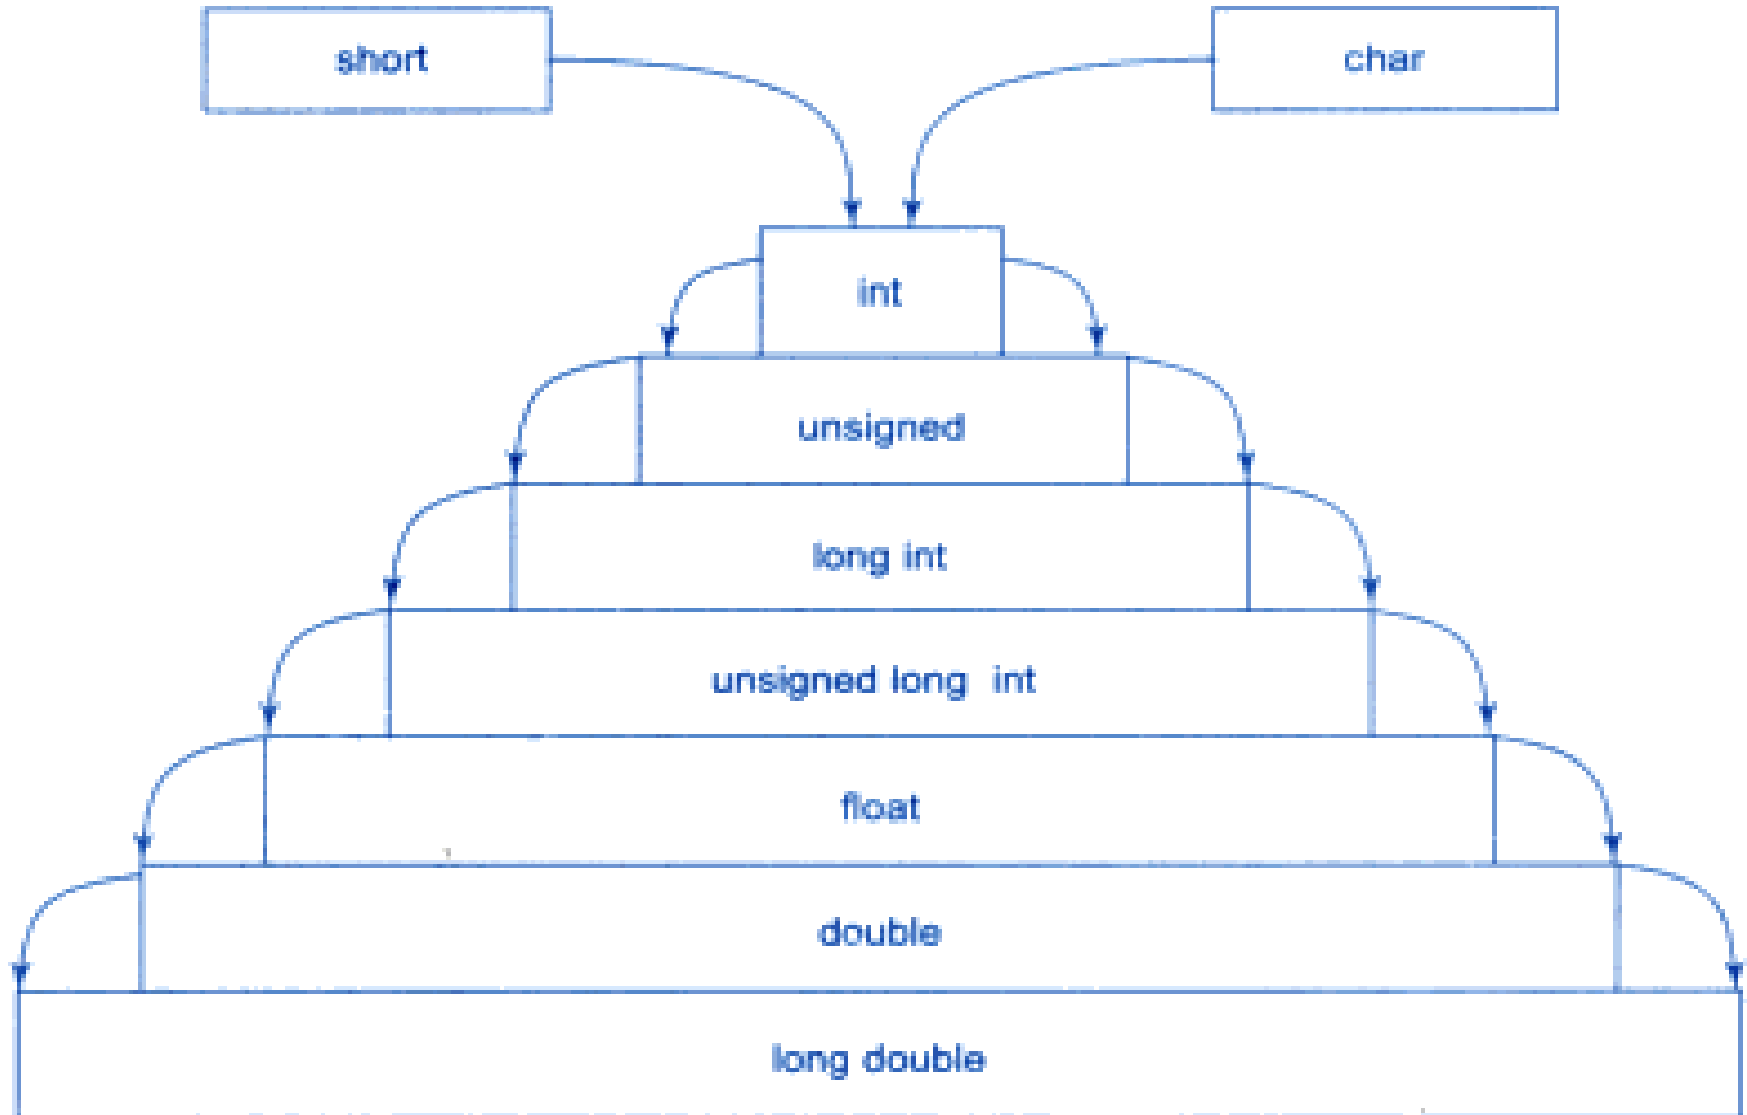 short
char
int
unsigned
long int
unsigned long int
float
double
long double